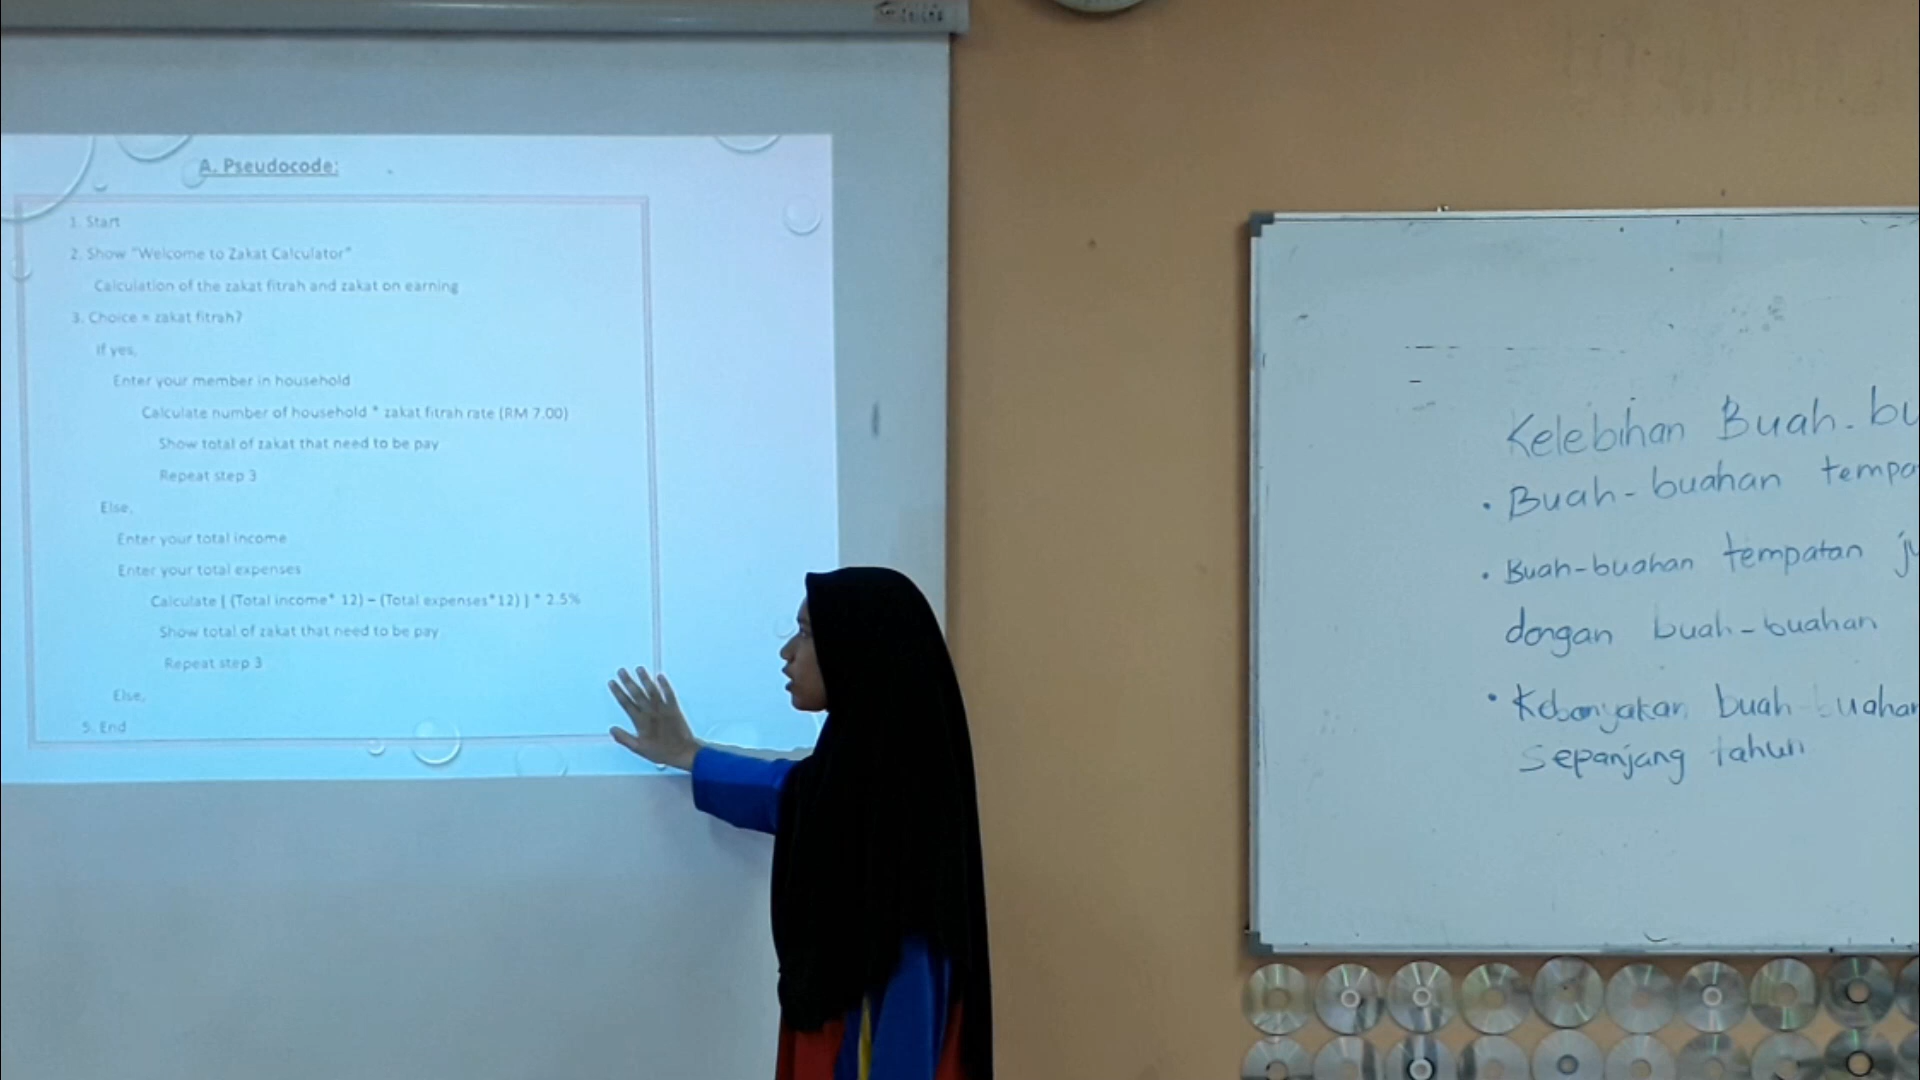 A. Pseudocode:
1. Start
2. Show "Welcome to Zakat Calculator"
Calculation of the zakat fitrah and zakat on earning
3. Choice = zakat fitrah?
If yes,
Enter your member in household
Calculate number of household * zakat fitrah rate (RM 7.00)
Show total of zakat that need to be pay
Repeat step 3
Else,
Enter your total income
Enter your total expenses
Calculate [ (Total income* 12) – (Total expenses*12) ] * 2.5%
Show total of zakat that need to be pay
Repeat step 3
Else,
5. End
Kelebihan Buah-bu
• Buah-buahan tempa
• Buah-buahan tempatan ju
dengan buah-buahan
• Kebanyakan buah-buahan
Sepanjang tahun